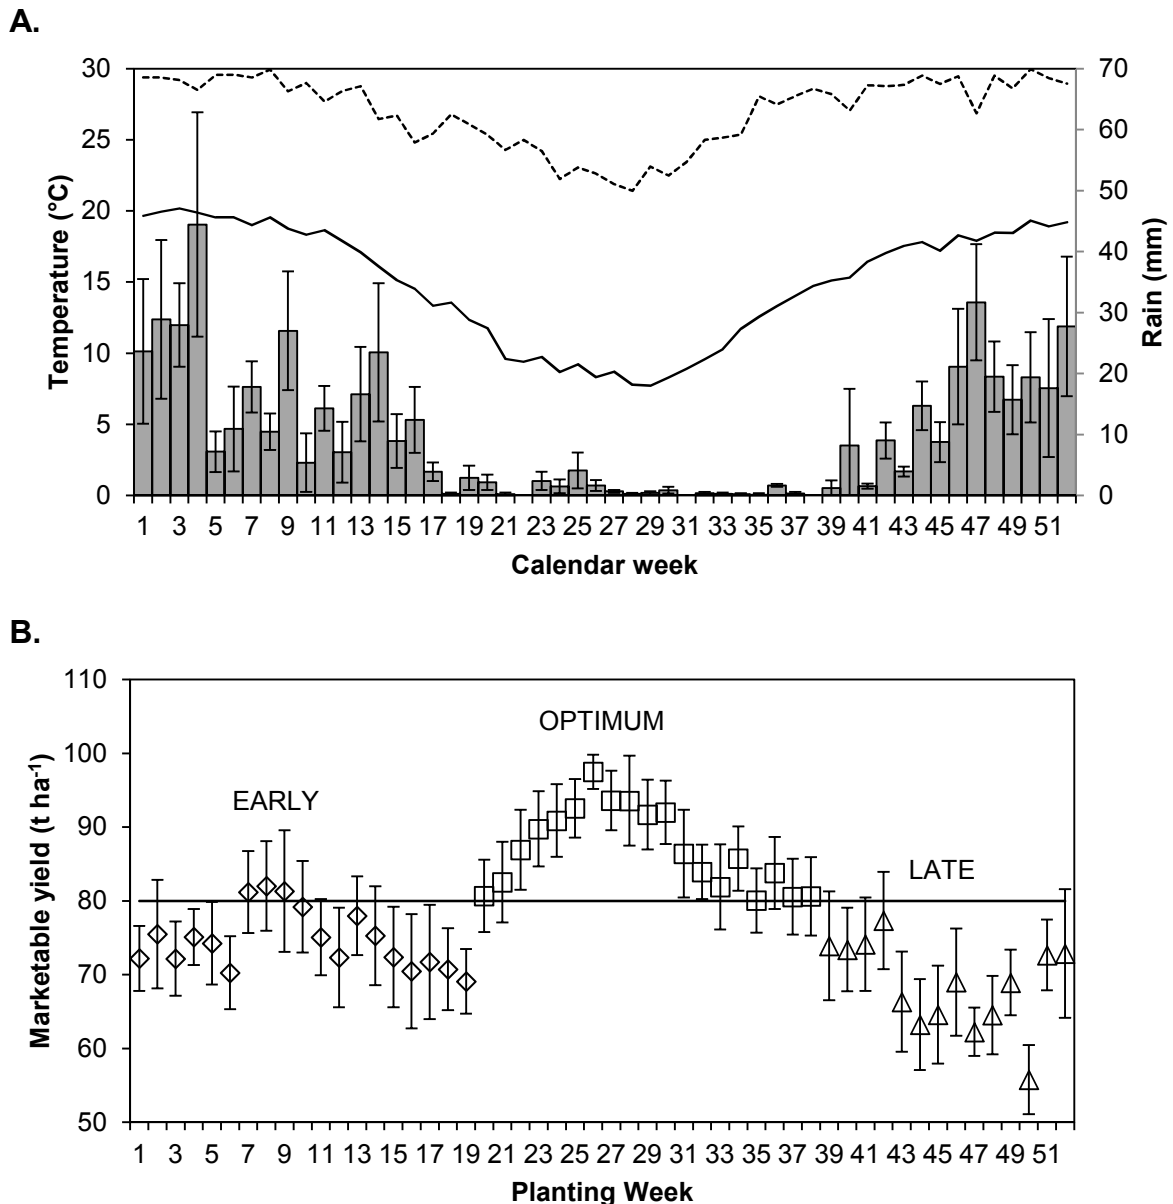 A.
30
25
20
15
10
5
0
Temperature (°C)
70
60
50
40
30
20
10
0
Rain (mm)
1 3 5 7 9 11 13 15 17 19 21 23 25 27 29 31 33 35 37 39 41 43 45 47 49 51
Calendar week
B.
110
100
90
80
70
60
50
Marketable yield (t ha⁻¹)
OPTIMUM
EARLY
LATE
1 3 5 7 9 11 13 15 17 19 21 23 25 27 29 31 33 35 37 39 41 43 45 47 49 51
Planting Week